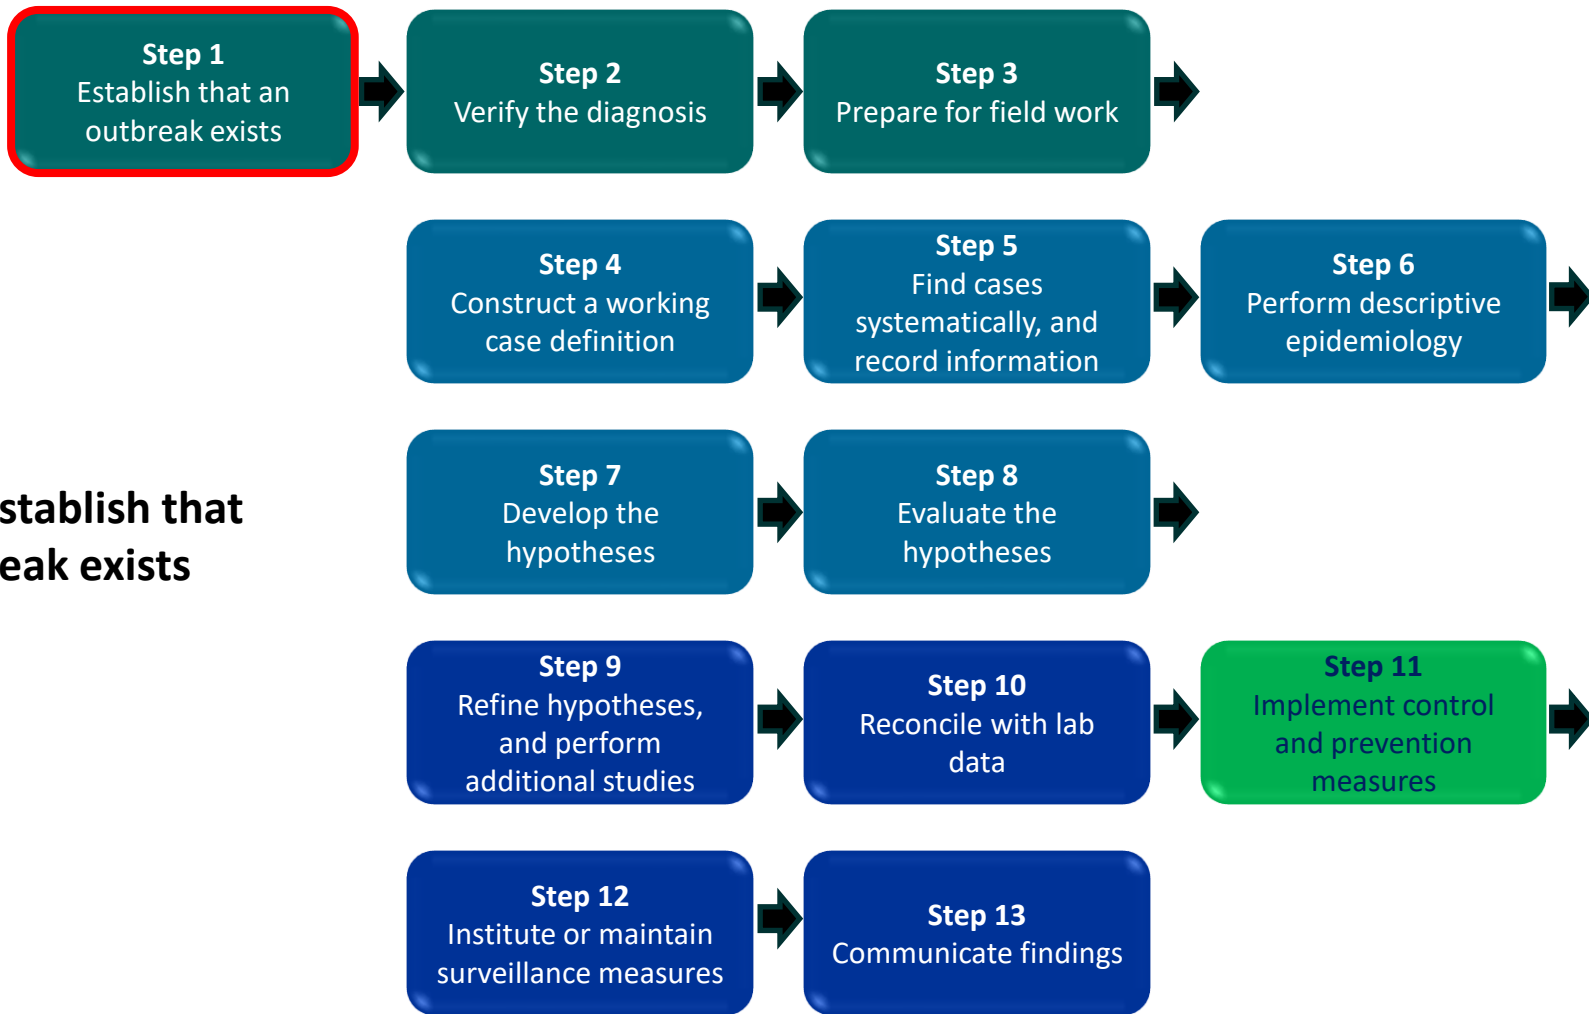 Step 1
Establish that an
outbreak exists
Step 2
Verify the diagnosis
Step 3
Prepare for field work
Step 4
Construct a working
case definition
Step 5
Find cases
systematically, and
record information
Step 6
Perform descriptive
epidemiology
stablish that
eak exists
Step 7
Develop the
hypotheses
Step 8
Evaluate the
hypotheses
Step 9
Refine hypotheses,
and perform
additional studies
Step 10
Reconcile with lab
data
Step 11
Implement control
and prevention
measures
Step 12
Institute or maintain
surveillance measures
Step 13
Communicate findings